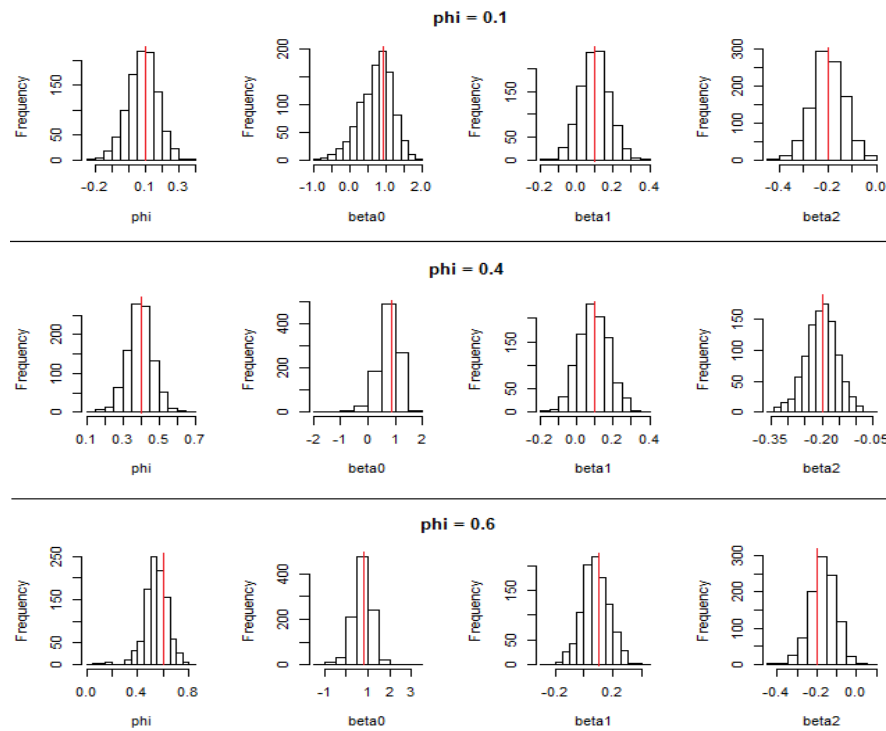 phi = 0.1
Frequency
0 50 150
-0.2 0.1 0.3
phi
Frequency
0 50 100 150 200
-1.0 0.0 1.0 2.0
beta0
Frequency
0 50 150
-0.2 0.0 0.2 0.4
beta1
Frequency
0 100 200 300
-0.4 -0.2 0.0
beta2
phi = 0.4
Frequency
0 50 100 200
0.1 0.3 0.5 0.7
phi
Frequency
0 200 400
-2 -1 0 1 2
beta0
Frequency
0 50 150
-0.2 0.0 0.2 0.4
beta1
Frequency
0 50 100 150
-0.35 -0.20 -0.05
beta2
phi = 0.6
Frequency
0 50 150 250
0.0 0.4 0.8
phi
Frequency
0 200 400
-1 1 2 3
beta0
Frequency
0 50 150
-0.2 0.2
beta1
Frequency
0 100 200 300
-0.4 -0.2 0.0
beta2